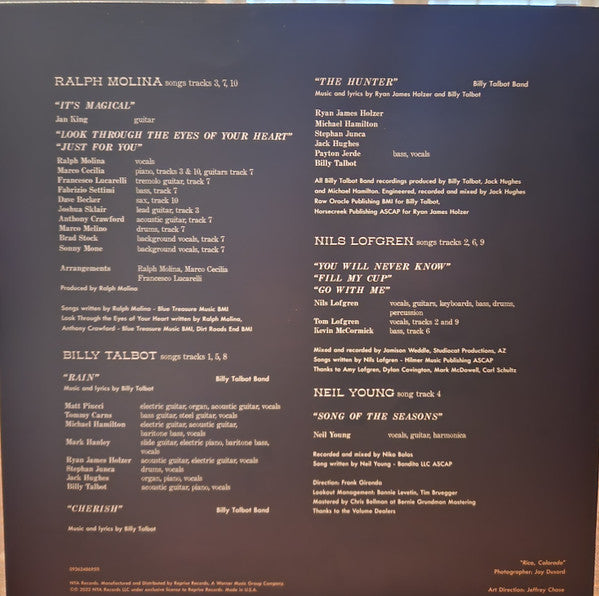 RALPH MOLINA songs tracks 3, 7, 10
"IT'S MAGICAL"
Jan King guitar
"LOOK THROUGH THE EYES OF YOUR HEART"
"JUST FOR YOU"
Ralph Molina vocals
Marco Cecilia piano, tracks 3 & 10, guitars track 7
Francesco Lucarelli tremolo guitar, track 7
Fabrizio Settimi bass, track 7
Dave Becker sax, track 10
Joshua Sklair lead guitar, track 3
Anthony Crawford acoustic guitar, track 7
Marco Molino drums, track 7
Brad Stock background vocals, track 7
Sonny Mone background vocals, track 7
Arrangements Ralph Molina, Marco Cecilia
Francesco Lucarelli
Produced by Ralph Molina
Songs written by Ralph Molina - Blue Treasure Music BMI
Look Through the Eyes of Your Heart written by Ralph Molina,
Anthony Crawford - Blue Treasure Music BMI, Dirt Roads End BMI
BILLY TALBOT songs tracks 1, 5, 8
"RAIN" Billy Talbot Band
Music and lyrics by Billy Talbot
Matt Piucci electric guitar, organ, acoustic guitar, vocals
Tommy Carns bass guitar, steel guitar, vocals
Michael Hamilton electric guitar, acoustic guitar,
baritone bass, vocals
Mark Hanley slide guitar, electric piano, baritone bass,
vocals
Ryan James Holzer acoustic guitar, electric guitar, vocals
Stephan Junca drums, vocals
Jack Hughes organ, piano, vocals
Billy Talbot acoustic guitar, piano, vocals
"CHERISH" Billy Talbot Band
Music and lyrics by Billy Talbot
093624869511
NYA Records. Manufactured and Distributed by Reprise Records. A Warner Music Group Company.
℗© 2022 NYA Records LLC under exclusive license to Reprise Records. Made in U.S.A.
"THE HUNTER" Billy Talbot Band
Music and lyrics by Ryan James Holzer and Billy Talbot
Ryan James Holzer
Michael Hamilton
Stephan Junca
Jack Hughes
Payton Jerde bass, vocals
Billy Talbot
All Billy Talbot Band recordings produced by Billy Talbot, Jack Hughes
and Michael Hamilton. Engineered, recorded and mixed by Jack Hughes
Raw Oracle Publishing BMI for Billy Talbot,
Horsecreek Publishing ASCAP for Ryan James Holzer
NILS LOFGREN songs tracks 2, 6, 9
"YOU WILL NEVER KNOW"
"FILL MY CUP"
"GO WITH ME"
Nils Lofgren vocals, guitars, keyboards, bass, drums,
percussion
Tom Lofgren vocals, tracks 2 and 9
Kevin McCormick bass, track 6
Mixed and recorded by Jamison Weddle, Studiocat Productions, AZ
Songs written by Nils Lofgren - Hilmer Music Publishing ASCAP
Thanks to Amy Lofgren, Dylan Covington, Mark McDowell, Carl Schultz
NEIL YOUNG song track 4
"SONG OF THE SEASONS"
Neil Young vocals, guitar, harmonica
Recorded and mixed by Niko Bolas
Song written by Neil Young - Bandito LLC ASCAP
Direction: Frank Gironda
Lookout Management: Bonnie Levetin, Tim Bruegger
Mastered by Chris Bellman at Bernie Grundman Mastering
Thanks to the Volume Dealers
"Rico, Colorado"
Photographer: Joy Dusard
Art Direction: Jeffrey Chase